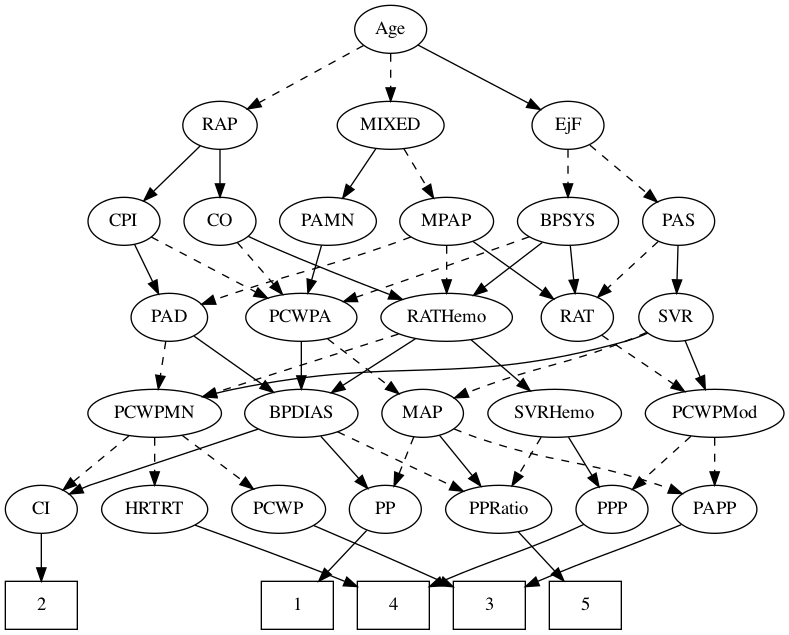 Age
RAP
MIXED
EjF
CPI
CO
PAMN
MPAP
BPSYS
PAS
PAD
PCWPA
RATHemo
RAT
SVR
PCWPMN
BPDIAS
MAP
SVRHemo
PCWPMod
CI
HRTRT
PCWP
PP
PPRatio
PPP
PAPP
2
1
4
3
5